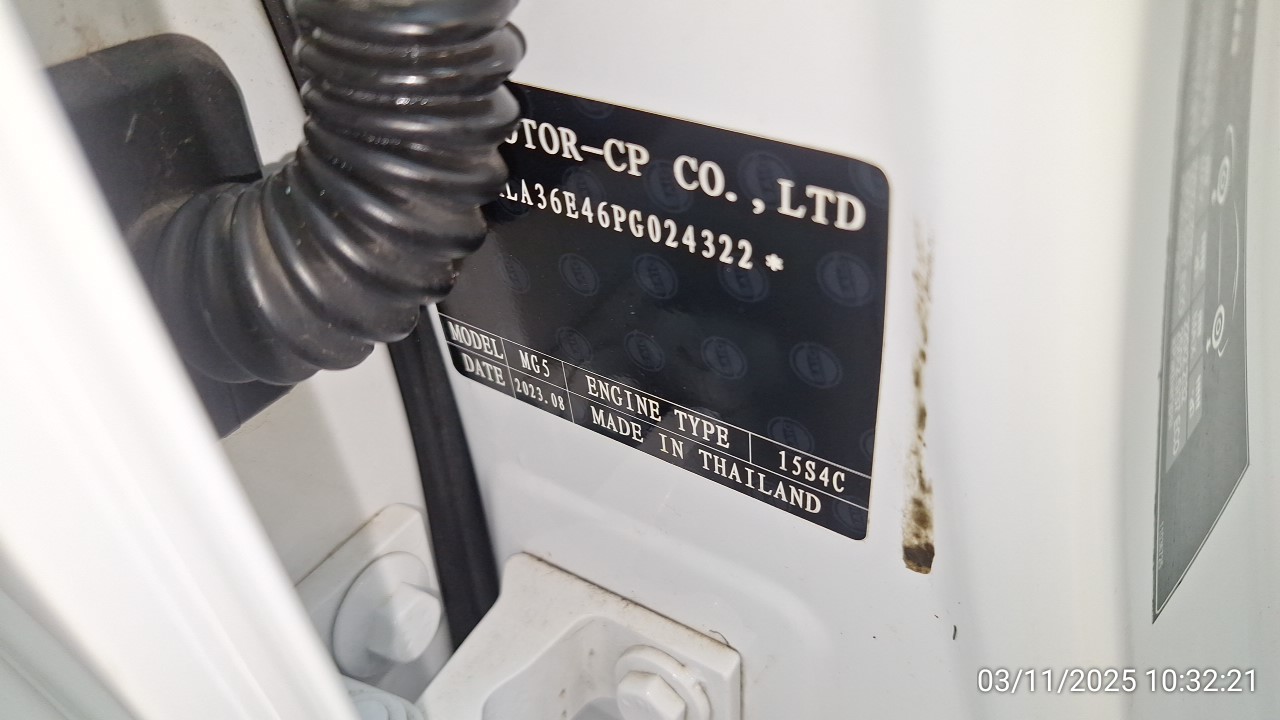 OTOR-CP CO.,LTD
LA36E46PG024322*
MODEL MG5 ENGINE TYPE 15S4C
DATE 2023.08 MADE IN THAILAND
03/11/2025 10:32:21